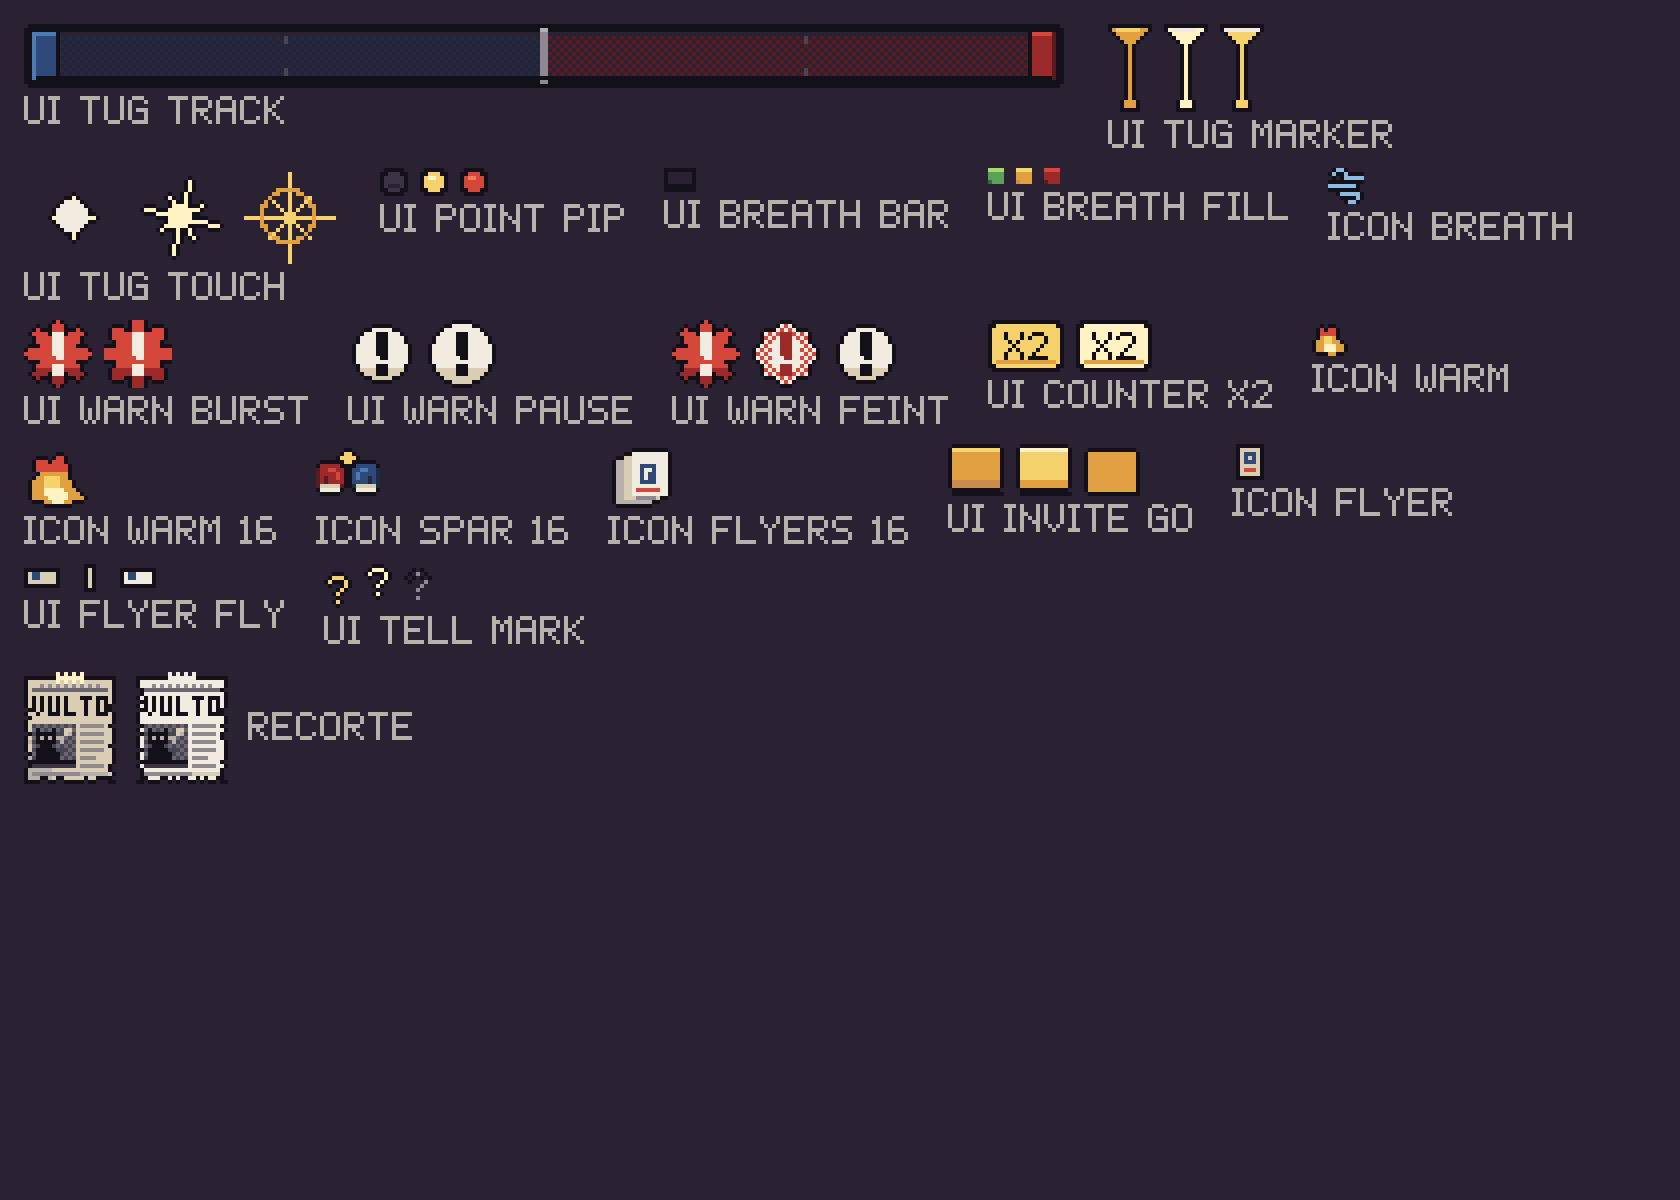 UI TUG TRACK
UI TUG MARKER
UI TUG TOUCH
UI POINT PIP
UI BREATH BAR
UI BREATH FILL
ICON BREATH
! !
UI WARN BURST
! !
UI WARN PAUSE
! ! !
UI WARN FEINT
X2 X2
UI COUNTER X2
ICON WARM
ICON WARM 16
ICON SPAR 16
ICON FLYERS 16
UI INVITE GO
ICON FLYER
UI FLYER FLY
? ? ?
UI TELL MARK
VULTO VULTO
RECORTE